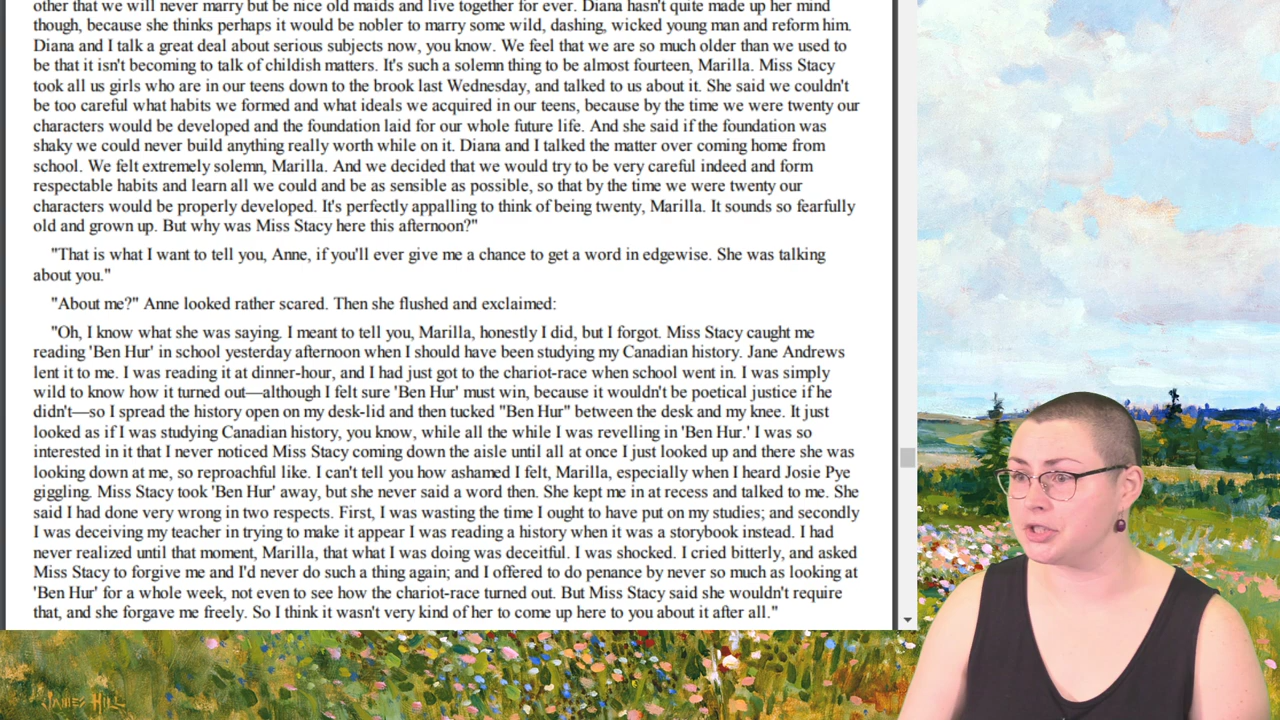 other that we will never marry but be nice old maids and live together for ever. Diana hasn't quite made up her mind
though, because she thinks perhaps it would be nobler to marry some wild, dashing, wicked young man and reform him.
Diana and I talk a great deal about serious subjects now, you know. We feel that we are so much older than we used to
be that it isn't becoming to talk of childish matters. It's such a solemn thing to be almost fourteen, Marilla. Miss Stacy
took all us girls who are in our teens down to the brook last Wednesday, and talked to us about it. She said we couldn't
be too careful what habits we formed and what ideals we acquired in our teens, because by the time we were twenty our
characters would be developed and the foundation laid for our whole future life. And she said if the foundation was
shaky we could never build anything really worth while on it. Diana and I talked the matter over coming home from
school. We felt extremely solemn, Marilla. And we decided that we would try to be very careful indeed and form
respectable habits and learn all we could and be as sensible as possible, so that by the time we were twenty our
characters would be properly developed. It's perfectly appalling to think of being twenty, Marilla. It sounds so fearfully
old and grown up. But why was Miss Stacy here this afternoon?"
"That is what I want to tell you, Anne, if you'll ever give me a chance to get a word in edgewise. She was talking
about you."
"About me?" Anne looked rather scared. Then she flushed and exclaimed:
"Oh, I know what she was saying. I meant to tell you, Marilla, honestly I did, but I forgot. Miss Stacy caught me
reading 'Ben Hur' in school yesterday afternoon when I should have been studying my Canadian history. Jane Andrews
lent it to me. I was reading it at dinner-hour, and I had just got to the chariot-race when school went in. I was simply
wild to know how it turned out—although I felt sure 'Ben Hur' must win, because it wouldn't be poetical justice if he
didn't—so I spread the history open on my desk-lid and then tucked "Ben Hur" between the desk and my knee. It just
looked as if I was studying Canadian history, you know, while all the while I was revelling in 'Ben Hur.' I was so
interested in it that I never noticed Miss Stacy coming down the aisle until all at once I just looked up and there she was
looking down at me, so reproachful like. I can't tell you how ashamed I felt, Marilla, especially when I heard Josie Pye
giggling. Miss Stacy took 'Ben Hur' away, but she never said a word then. She kept me in at recess and talked to me. She
said I had done very wrong in two respects. First, I was wasting the time I ought to have put on my studies; and secondly
I was deceiving my teacher in trying to make it appear I was reading a history when it was a storybook instead. I had
never realized until that moment, Marilla, that what I was doing was deceitful. I was shocked. I cried bitterly, and asked
Miss Stacy to forgive me and I'd never do such a thing again; and I offered to do penance by never so much as looking at
'Ben Hur' for a whole week, not even to see how the chariot-race turned out. But Miss Stacy said she wouldn't require
that, and she forgave me freely. So I think it wasn't very kind of her to come up here to you about it after all."
JAMES HILL